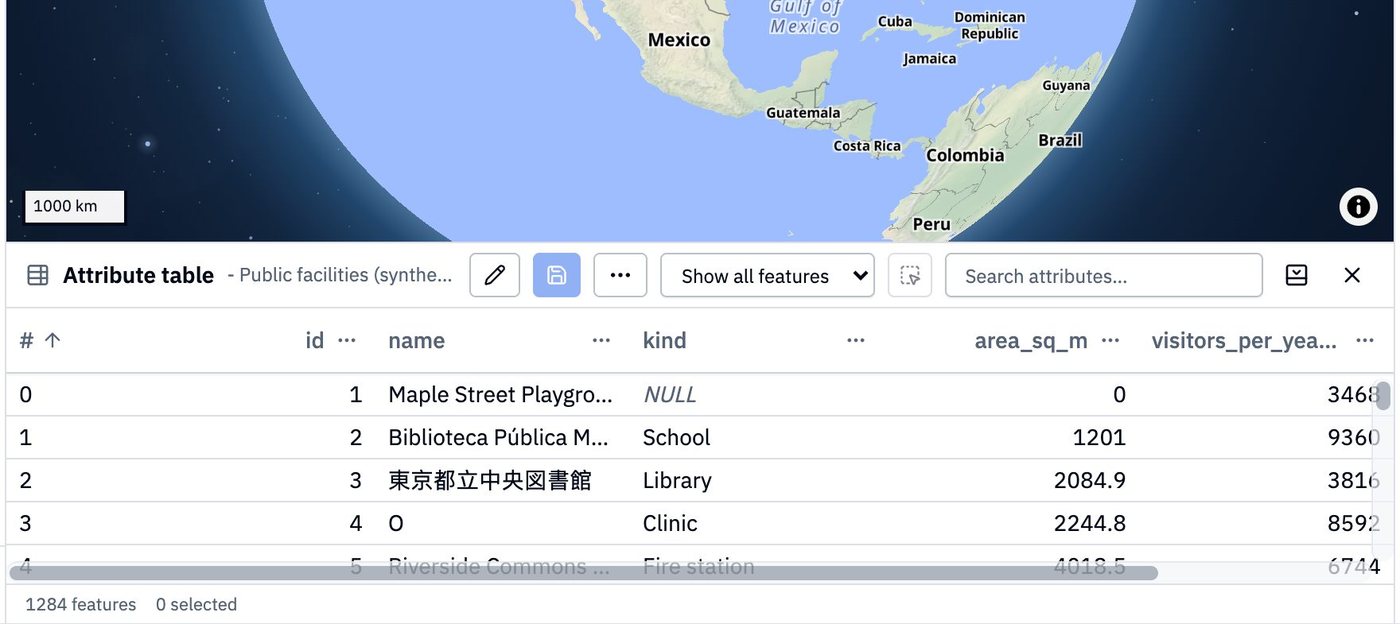 Gulf of
Mexico
Mexico
Cuba
Dominican
Republic
Jamaica
Guatemala
Guyana
Costa Rica
Colombia
Brazil
Peru
1000 km
Attribute table - Public facilities (synthe... Show all features Search attributes...
# id name kind area_sq_m visitors_per_yea...
0 1 Maple Street Playgro... NULL 0 3468
1 2 Biblioteca Pública M... School 1201 9360
2 3 東京都立中央図書館 Library 2084.9 3816
3 4 O Clinic 2244.8 8592
4 5 Riverside Commons ... Fire station 4018.5 6744
1284 features 0 selected